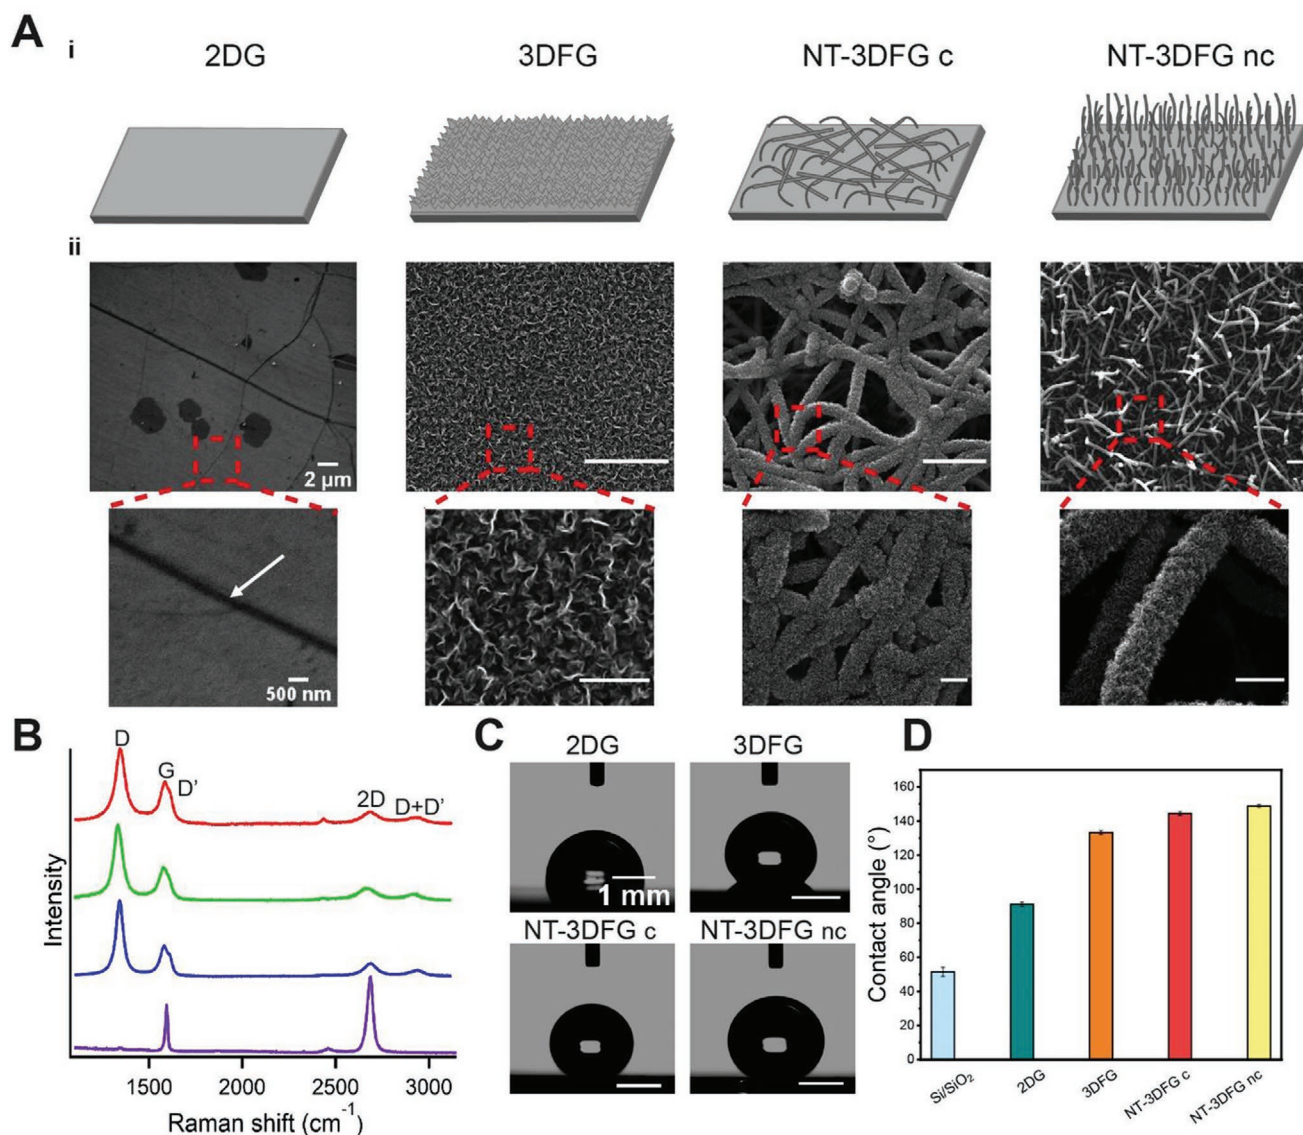 A
i
2DG
3DFG
NT-3DFG c
NT-3DFG nc
ii
2 µm
500 nm
B
D
G
D'
2D
D+D'
Intensity
1500
2000
2500
3000
Raman shift (cm⁻¹)
C
2DG
3DFG
1 mm
NT-3DFG c
NT-3DFG nc
D
Contact angle (°)
160
140
120
100
80
60
40
20
0
Si/SiO₂
2DG
3DFG
NT-3DFG c
NT-3DFG nc